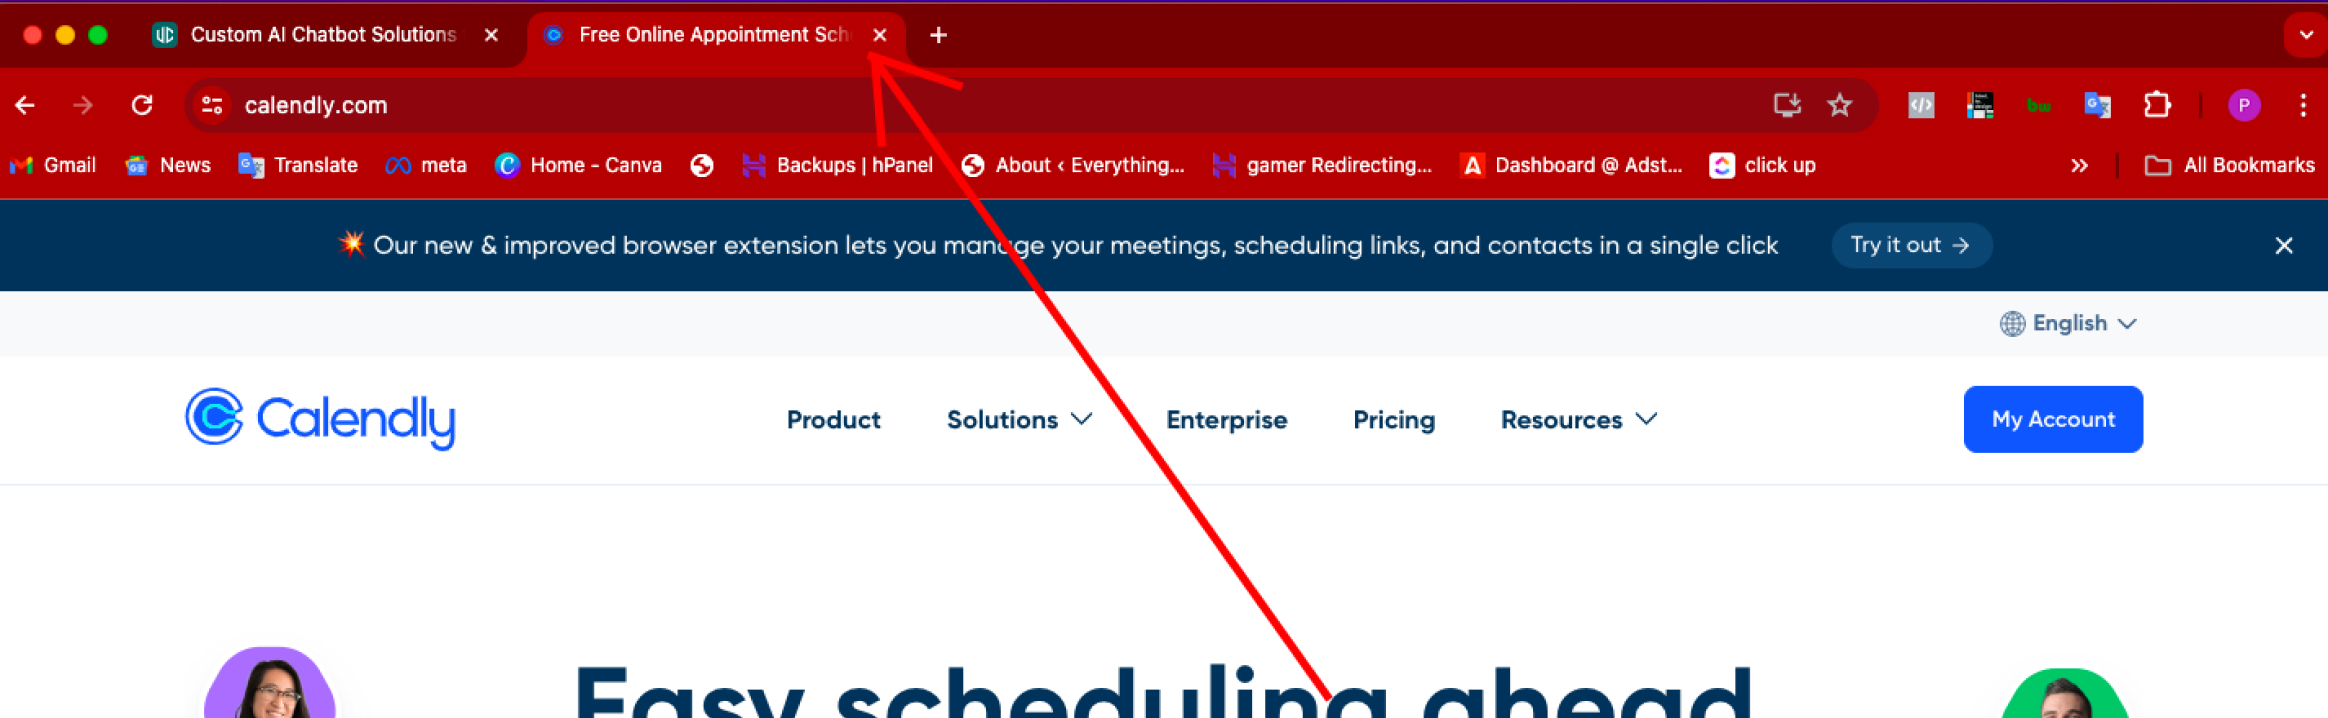 Custom AI Chatbot Solutions
Free Online Appointment Sch
calendly.com
P
Gmail News Translate meta Home - Canva Backups | hPanel About ‹ Everything... gamer Redirecting... Dashboard @ Adst... click up » All Bookmarks
Our new & improved browser extension lets you manage your meetings, scheduling links, and contacts in a single click Try it out →
English
Calendly Product Solutions Enterprise Pricing Resources My Account
Easy scheduling ahead